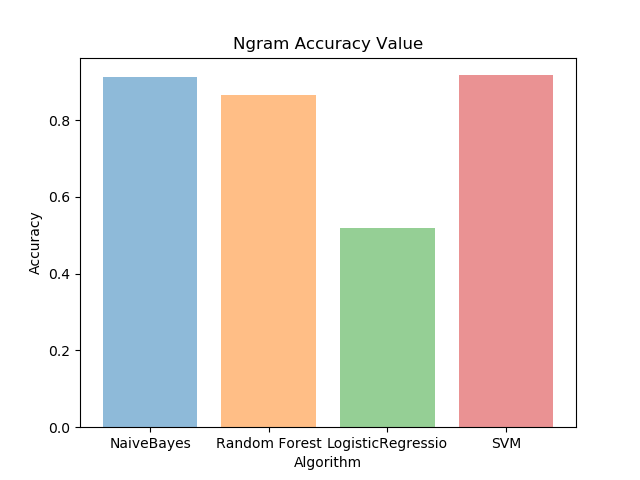 Ngram Accuracy Value
0.8
0.6
0.4
0.2
0.0
Accuracy
NaiveBayes Random Forest LogisticRegressio SVM
Algorithm